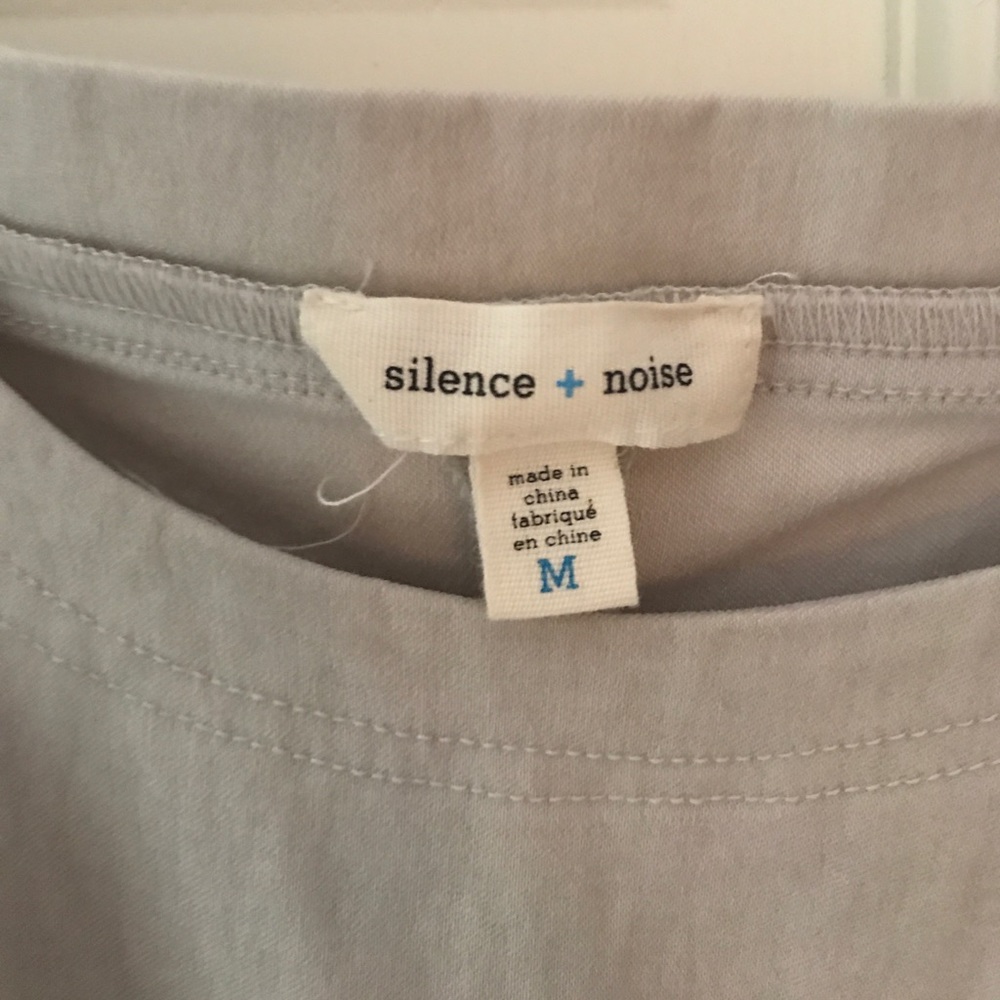 silence + noise
made in
china
fabriqué
en chine
M